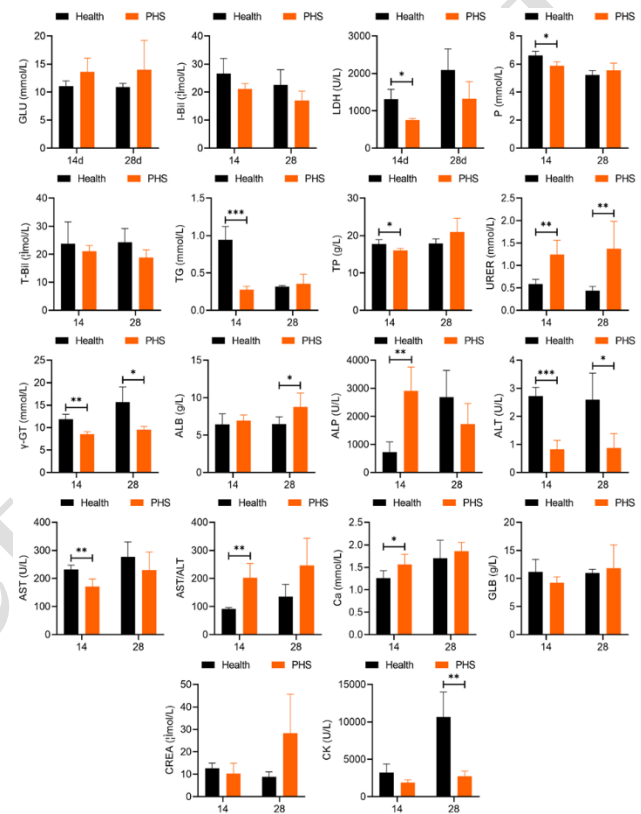 Health PHS Health PHS Health PHS Health PHS
GLU (mmol/L) 20 15 10 5 0 14d 28d
I-Bil (¦Ìmol/L) 40 30 20 10 0 14 28
LDH (U/L) 3000 2000 1000 0 * 14d 28d
P (mmol/L) 8 6 4 2 0 * 14 28
Health PHS Health PHS Health PHS Health PHS
T-Bil (¦Ìmol/L) 40 30 20 10 0 14 28
TG (mmol/L) 1.5 1.0 0.5 0.0 *** 14 28
TP (g/L) 30 20 10 0 * 14 28
URER (mmol/L) 2.5 2.0 1.5 1.0 0.5 0.0 ** ** 14 28
Health PHS Health PHS Health PHS Health PHS
γ-GT (mmol/L) 25 20 15 10 5 0 ** * 14 28
ALB (g/L) 20 15 10 5 0 * 14 28
ALP (U/L) 5000 4000 3000 2000 1000 0 ** 14 28
ALT (U/L) 4 3 2 1 0 *** * 14 28
Health PHS Health PHS Health PHS Health PHS
AST (U/L) 400 300 200 100 0 ** 14 28
AST/ALT 400 300 200 100 0 ** 14 28
Ca (mmol/L) 2.5 2.0 1.5 1.0 0.5 0.0 * 14 28
GLB (g/L) 20 15 10 5 0 14 28
Health PHS Health PHS
CREA (¦Ìmol/L) 50 40 30 20 10 0 14 28
CK (U/L) 15000 10000 5000 0 ** 14 28